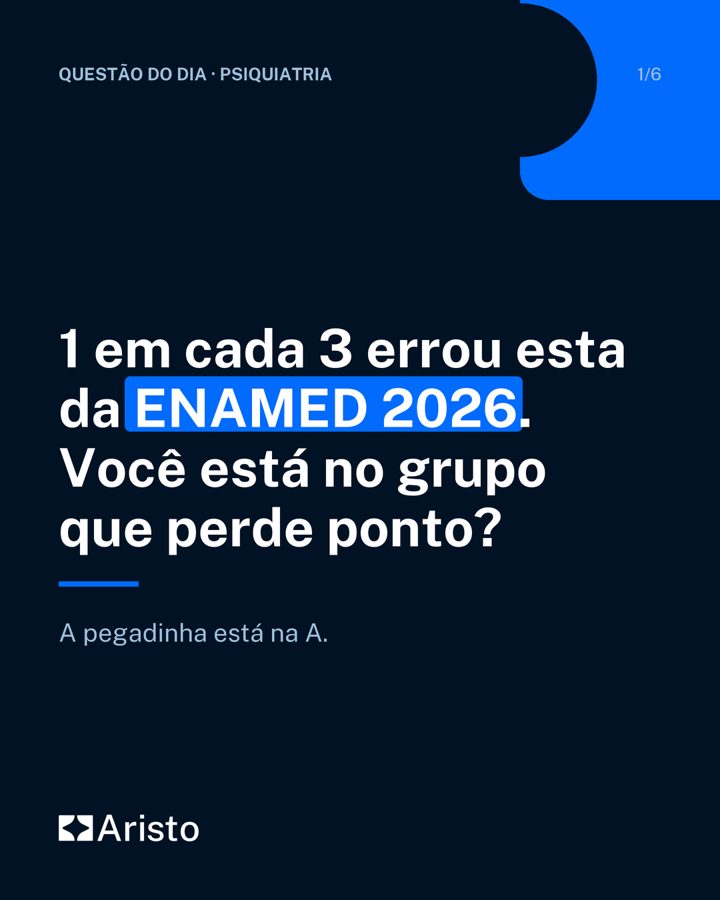 QUESTÃO DO DIA · PSIQUIATRIA
1/6
1 em cada 3 errou esta
da ENAMED 2026.
Você está no grupo
que perde ponto?
A pegadinha está na A.
Aristo